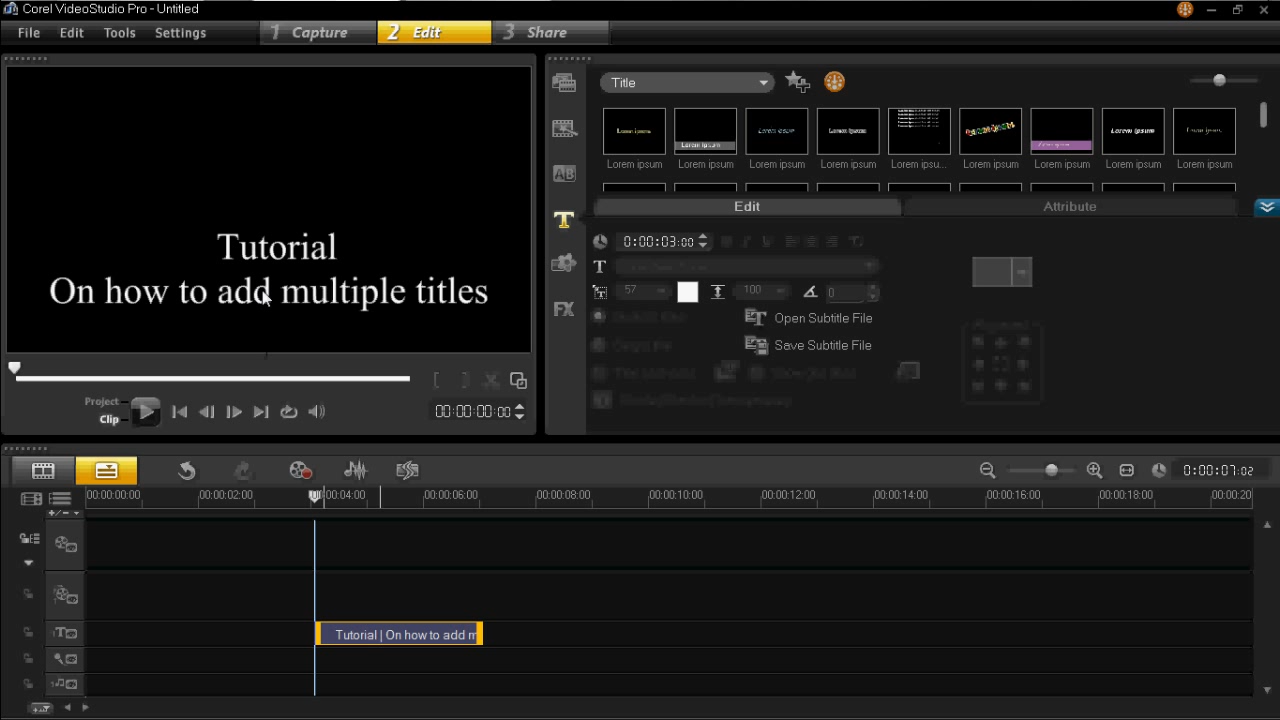 Corel VideoStudio Pro - Untitled
File Edit Tools Settings 1 Capture 2 Edit 3 Share
Title
Tutorial
On how to add multiple titles
Lorem ipsum Lorem ipsum Lorem ipsum Lorem ipsum Lorem ipsu... Lorem ipsum Lorem ipsum Lorem ipsum Lorem ipsum
Edit Attribute
0:00:03:00
57 100 0
Open Subtitle File
Save Subtitle File
Project
Clip
00:00:00:00
0:00:07:02
00:00:00:00 00:00:02:00 00:00:04:00 00:00:06:00 00:00:08:00 00:00:10:00 00:00:12:00 00:00:14:00 00:00:16:00 00:00:18:00 00:00:20
Tutorial | On how to add m